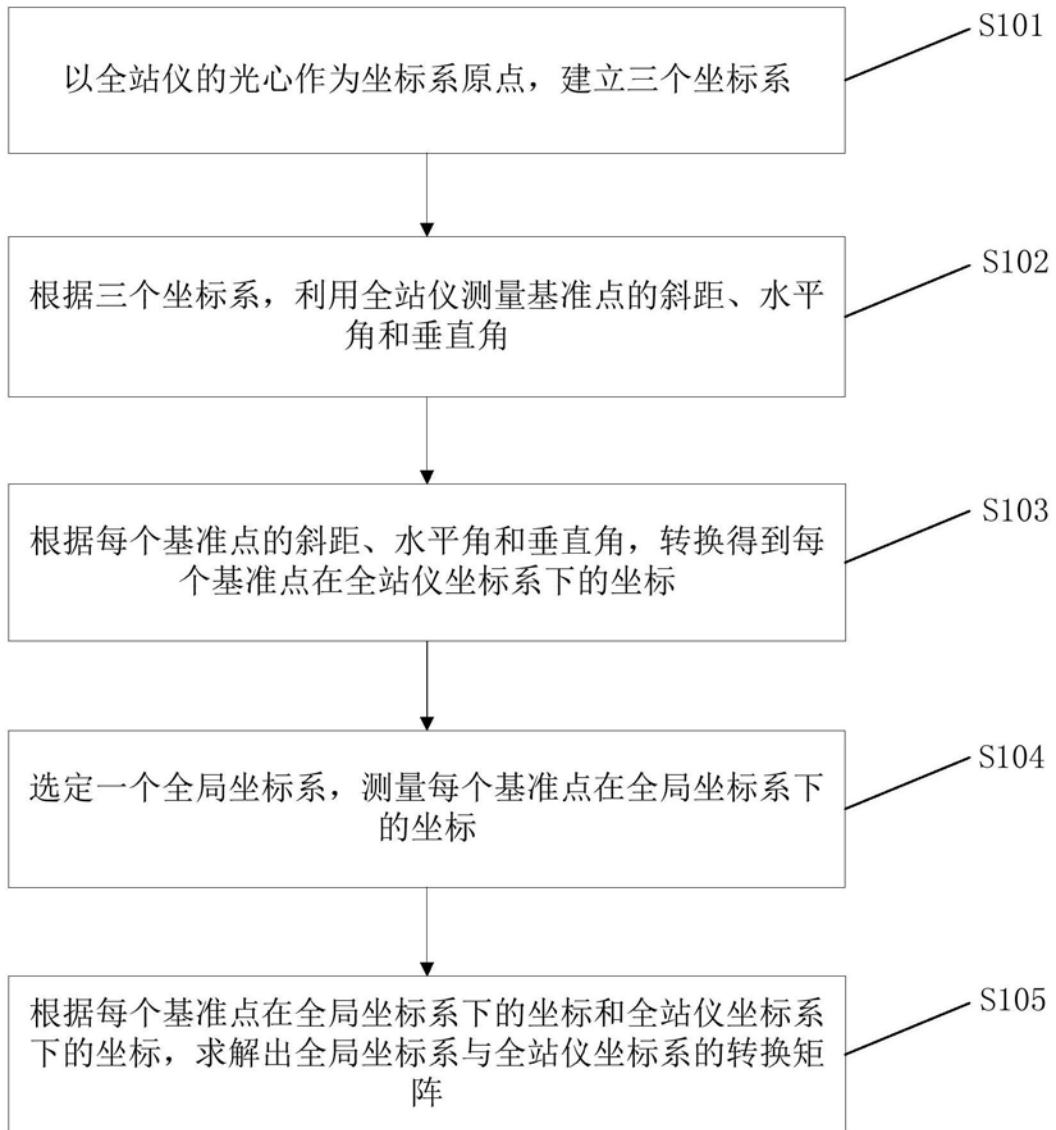 以全站仪的光心作为坐标系原点，建立三个坐标系
S101
根据三个坐标系，利用全站仪测量基准点的斜距、水平
角和垂直角
S102
根据每个基准点的斜距、水平角和垂直角，转换得到每
个基准点在全站仪坐标系下的坐标
S103
选定一个全局坐标系，测量每个基准点在全局坐标系下
的坐标
S104
根据每个基准点在全局坐标系下的坐标和全站仪坐标系
下的坐标，求解出全局坐标系与全站仪坐标系的转换矩
阵
S105